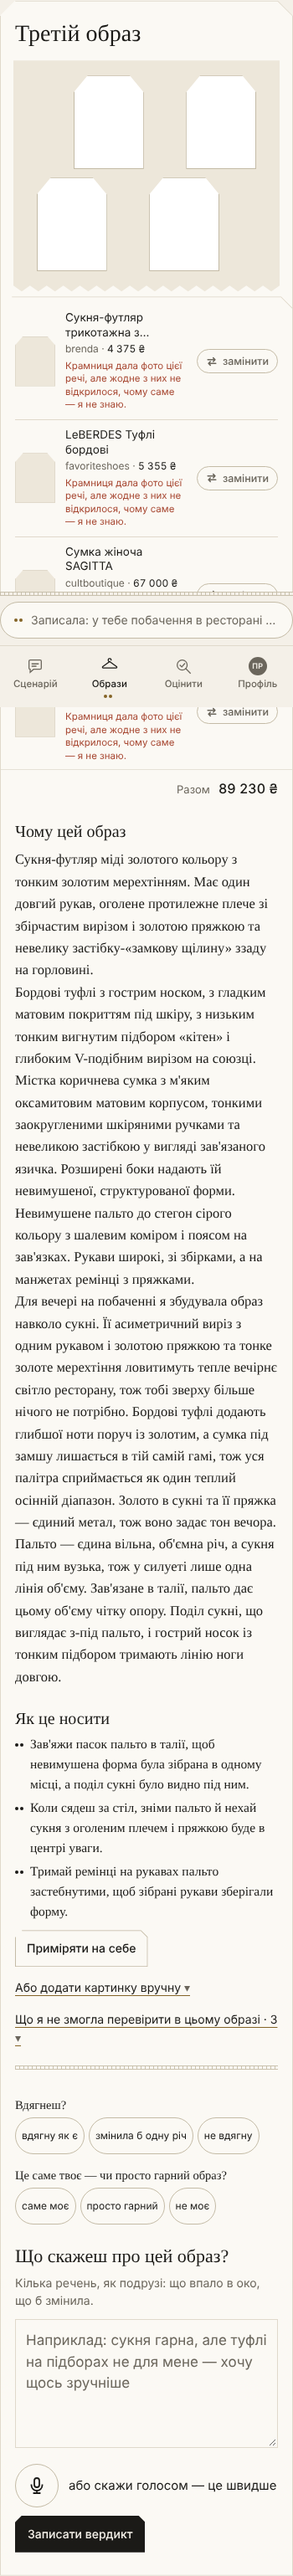 Третій образ
Сукня-футляр
трикотажна з...
brenda · 4 375 ₴
Крамниця дала фото цієї
речі, але жодне з них не
відкрилося, чому саме
— я не знаю.
замінити
LeBERDES Туфлі
бордові
favoriteshoes · 5 355 ₴
Крамниця дала фото цієї
речі, але жодне з них не
відкрилося, чому саме
— я не знаю.
замінити
Сумка жіноча
SAGITTA
cultboutique · 67 000 ₴
Записала: у тебе побачення в ресторані ...
Сценарій
Образи
Оцінити
ПР
Профіль
Крамниця дала фото цієї
речі, але жодне з них не
відкрилося, чому саме
— я не знаю.
замінити
Разом 89 230 ₴
Чому цей образ
Сукня-футляр міді золотого кольору з
тонким золотим мерехтінням. Має один
довгий рукав, оголене протилежне плече зі
збірчастим вирізом і золотою пряжкою та
невелику застібку-«замкову щілину» ззаду
на горловині.
Бордові туфлі з гострим носком, з гладким
матовим покриттям під шкіру, з низьким
тонким вигнутим підбором «кітен» і
глибоким V-подібним вирізом на союзці.
Містка коричнева сумка з м'яким
оксамитовим матовим корпусом, тонкими
заокругленими шкіряними ручками та
невеликою застібкою у вигляді зав'язаного
язичка. Розширені боки надають їй
невимушеної, структурованої форми.
Невимушене пальто до стегон сірого
кольору з шалевим коміром і поясом на
зав'язках. Рукави широкі, зі збірками, а на
манжетах ремінці з пряжками.
Для вечері на побаченні я збудувала образ
навколо сукні. Її асиметричний виріз з
одним рукавом і золотою пряжкою та тонке
золоте мерехтіння ловитимуть тепле вечірнє
світло ресторану, тож тобі зверху більше
нічого не потрібно. Бордові туфлі додають
глибшої ноти поруч із золотим, а сумка під
замшу лишається в тій самій гамі, тож уся
палітра сприймається як один теплий
осінній діапазон. Золото в сукні та її пряжка
— єдиний метал, тож воно задає тон вечора.
Пальто — єдина вільна, об'ємна річ, а сукня
під ним вузька, тож у силуеті лише одна
лінія об'єму. Зав'язане в талії, пальто дає
цьому об'єму чітку опору. Поділ сукні, що
виглядає з-під пальто, і гострий носок із
тонким підбором тримають лінію ноги
довгою.
Як це носити
•• Зав'яжи пасок пальто в талії, щоб
невимушена форма була зібрана в одному
місці, а поділ сукні було видно під ним.
•• Коли сядеш за стіл, зніми пальто й нехай
сукня з оголеним плечем і пряжкою буде в
центрі уваги.
•• Тримай ремінці на рукавах пальто
застебнутими, щоб зібрані рукави зберігали
форму.
Приміряти на себе
Або додати картинку вручну ▾
Що я не змогла перевірити в цьому образі · 3
▾
Вдягнеш?
вдягну як є
змінила б одну річ
не вдягну
Це саме твоє — чи просто гарний образ?
саме моє
просто гарний
не моє
Що скажеш про цей образ?
Кілька речень, як подрузі: що впало в око,
що б змінила.
Наприклад: сукня гарна, але туфлі
на підборах не для мене — хочу
щось зручніше
або скажи голосом — це швидше
Записати вердикт